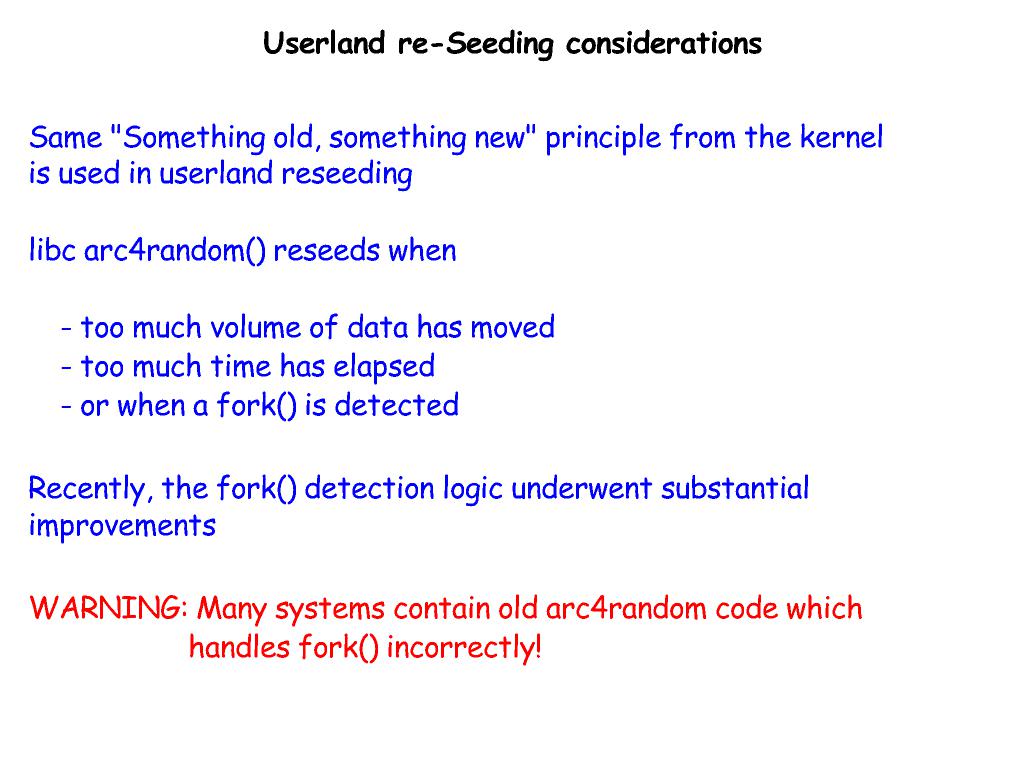 Userland re-Seeding considerations
Same "Something old, something new" principle from the kernel
is used in userland reseeding
libc arc4random() reseeds when
- too much volume of data has moved
- too much time has elapsed
- or when a fork() is detected
Recently, the fork() detection logic underwent substantial
improvements
WARNING: Many systems contain old arc4random code which
handles fork() incorrectly!